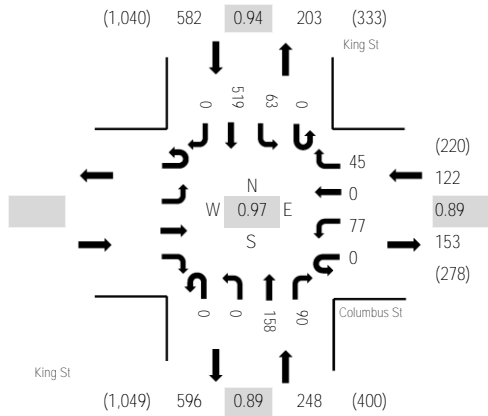 (1,040) 582 0.94 203 (333)
King St
0 519 63 0
45
(220)
0
122
N
W 0.97 E
0.89
S
77
153
0
(278)
0 0 158 90
Columbus St
King St
(1,049) 596 0.89 248 (400)